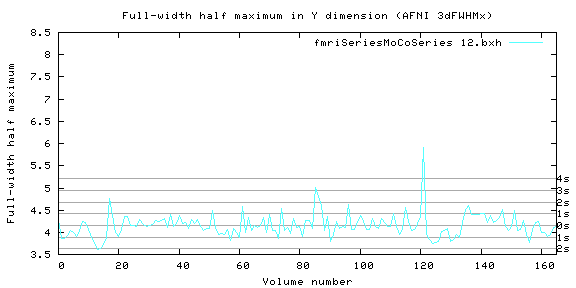 Full-width half maximum in Y dimension (AFNI 3dFWHMx)
fmriSeriesMoCoSeries 12.bxh
Full-width half maximum
8.5
8
7.5
7
6.5
6
5.5
5
4.5
4
3.5
4s
3s
2s
1s
0s
1s
2s
0 20 40 60 80 100 120 140 160
Volume number